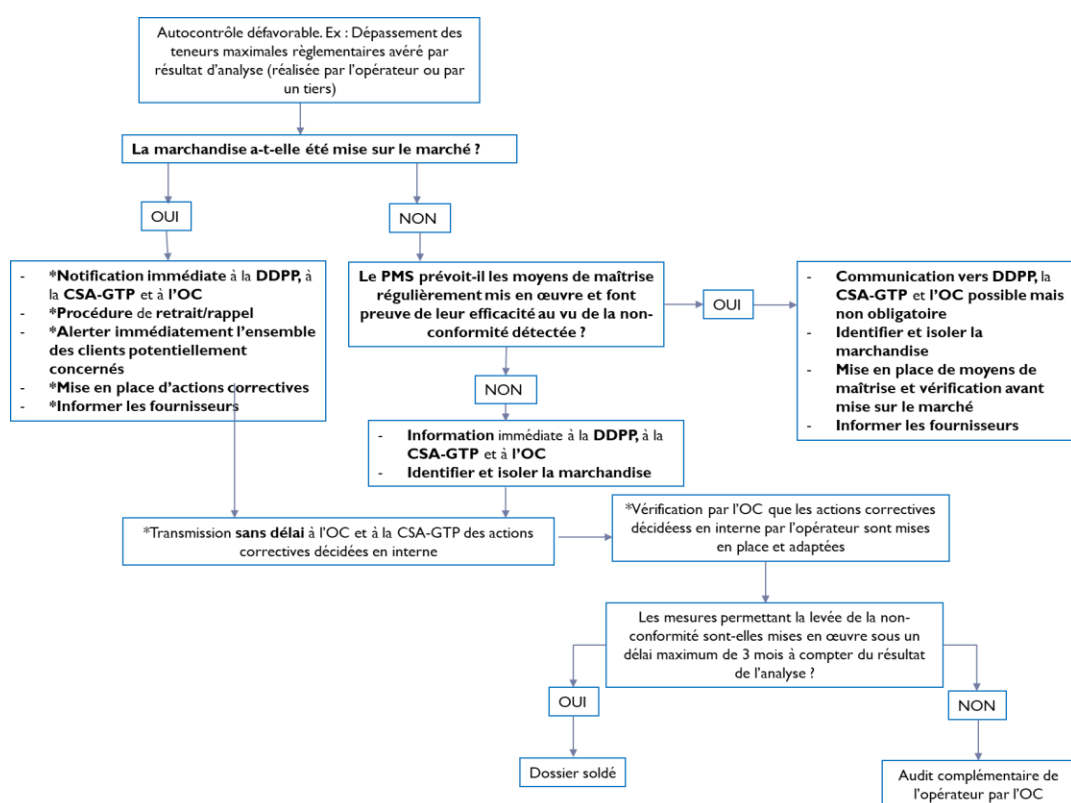 Autocontrôle défavorable. Ex : Dépassement des
teneurs maximales règlementaires avéré par
résultat d'analyse (réalisée par l'opérateur ou par
un tiers)
La marchandise a-t-elle été mise sur le marché ?
OUI
NON
- *Notification immédiate à la DDPP, à
la CSA-GTP et à l'OC
- *Procédure de retrait/rappel
- *Alerter immédiatement l'ensemble
des clients potentiellement
concernés
- *Mise en place d'actions correctives
- *Informer les fournisseurs
Le PMS prévoit-il les moyens de maîtrise
régulièrement mis en œuvre et font
preuve de leur efficacité au vu de la non-
conformité détectée ?
OUI
- Communication vers DDPP, la
CSA-GTP et l'OC possible mais
non obligatoire
- Identifier et isoler la
marchandise
- Mise en place de moyens de
maîtrise et vérification avant
mise sur le marché
- Informer les fournisseurs
NON
- Information immédiate à la DDPP, à la
CSA-GTP et à l'OC
- Identifier et isoler la marchandise
*Transmission sans délai à l'OC et à la CSA-GTP des actions
correctives décidées en interne
*Vérification par l'OC que les actions correctives
décidéess en interne par l'opérateur sont mises
en place et adaptées
Les mesures permettant la levée de la non-
conformité sont-elles mises en œuvre sous un
délai maximum de 3 mois à compter du résultat
de l'analyse ?
OUI
NON
Dossier soldé
Audit complémentaire de
l'opérateur par l'OC